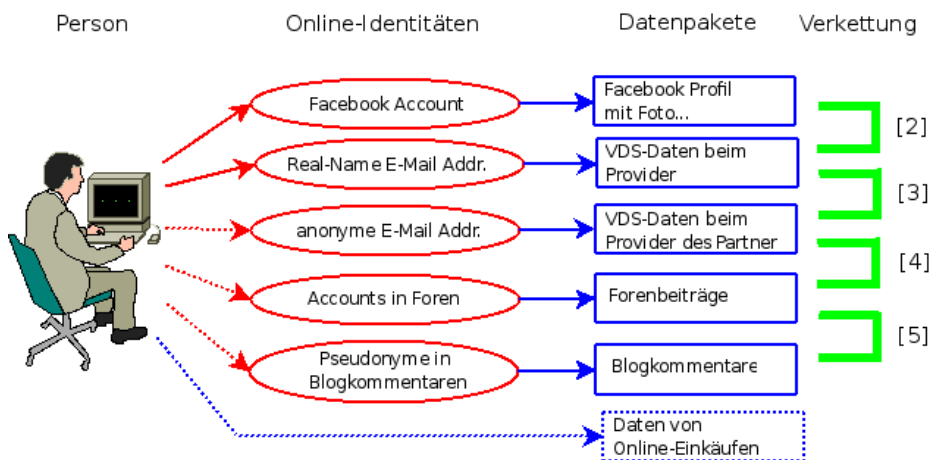 Person
Online-Identitäten
Datenpakete
Verkettung
Facebook Account
Facebook Profil
mit Foto...
[2]
Real-Name E-Mail Addr.
VDS-Daten beim
Provider
[3]
anonyme E-Mail Addr.
VDS-Daten beim
Provider des Partner
[4]
Accounts in Foren
Forenbeiträge
[5]
Pseudonyme in
Blogkommentaren
Blogkommentare
Daten von
Online-Einkäufen